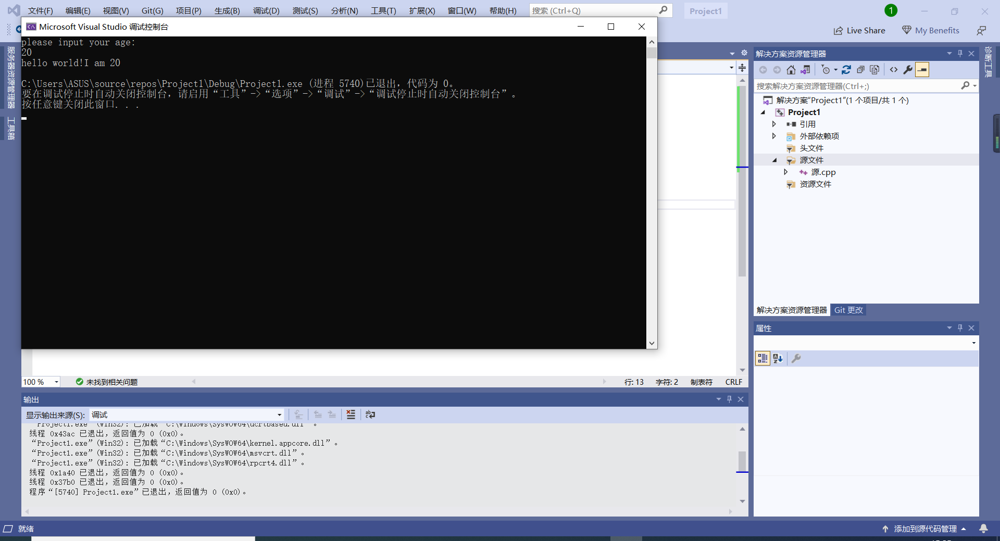 文件(F) 编辑(E) 视图(V) Git(G) 项目(P) 生成(B) 调试(D) 测试(S) 分析(N) 工具(T) 扩展(X) 窗口(W) 帮助(H) 搜索 (Ctrl+Q) Project1 1
Live Share My Benefits
Microsoft Visual Studio 调试控制台
please input your age:
20
hello world!I am 20
C:\Users\ASUS\source\repos\Project1\Debug\Project1.exe (进程 5740)已退出，代码为 0。
要在调试停止时自动关闭控制台，请启用“工具”->“选项”->“调试”->“调试停止时自动关闭控制台”。
按任意键关闭此窗口. . .
服务器资源管理器
工具箱
诊断工具
解决方案资源管理器
搜索解决方案资源管理器(Ctrl+;)
解决方案"Project1"(1 个项目/共 1 个)
Project1
引用
外部依赖项
头文件
源文件
源.cpp
资源文件
解决方案资源管理器 Git 更改
属性
100 % 未找到相关问题 行: 13 字符: 2 制表符 CRLF
输出
显示输出来源(S): 调试
“Project1.exe”(Win32): 已加载“C:\Windows\SysWOW64\ucrtbased.dll”。
线程 0x43ac 已退出，返回值为 0 (0x0)。
“Project1.exe”(Win32): 已加载“C:\Windows\SysWOW64\kernel.appcore.dll”。
“Project1.exe”(Win32): 已加载“C:\Windows\SysWOW64\msvcrt.dll”。
“Project1.exe”(Win32): 已加载“C:\Windows\SysWOW64\rpcrt4.dll”。
线程 0x1a40 已退出，返回值为 0 (0x0)。
线程 0x37b0 已退出，返回值为 0 (0x0)。
程序“[5740] Project1.exe”已退出，返回值为 0 (0x0)。
就绪 添加到源代码管理